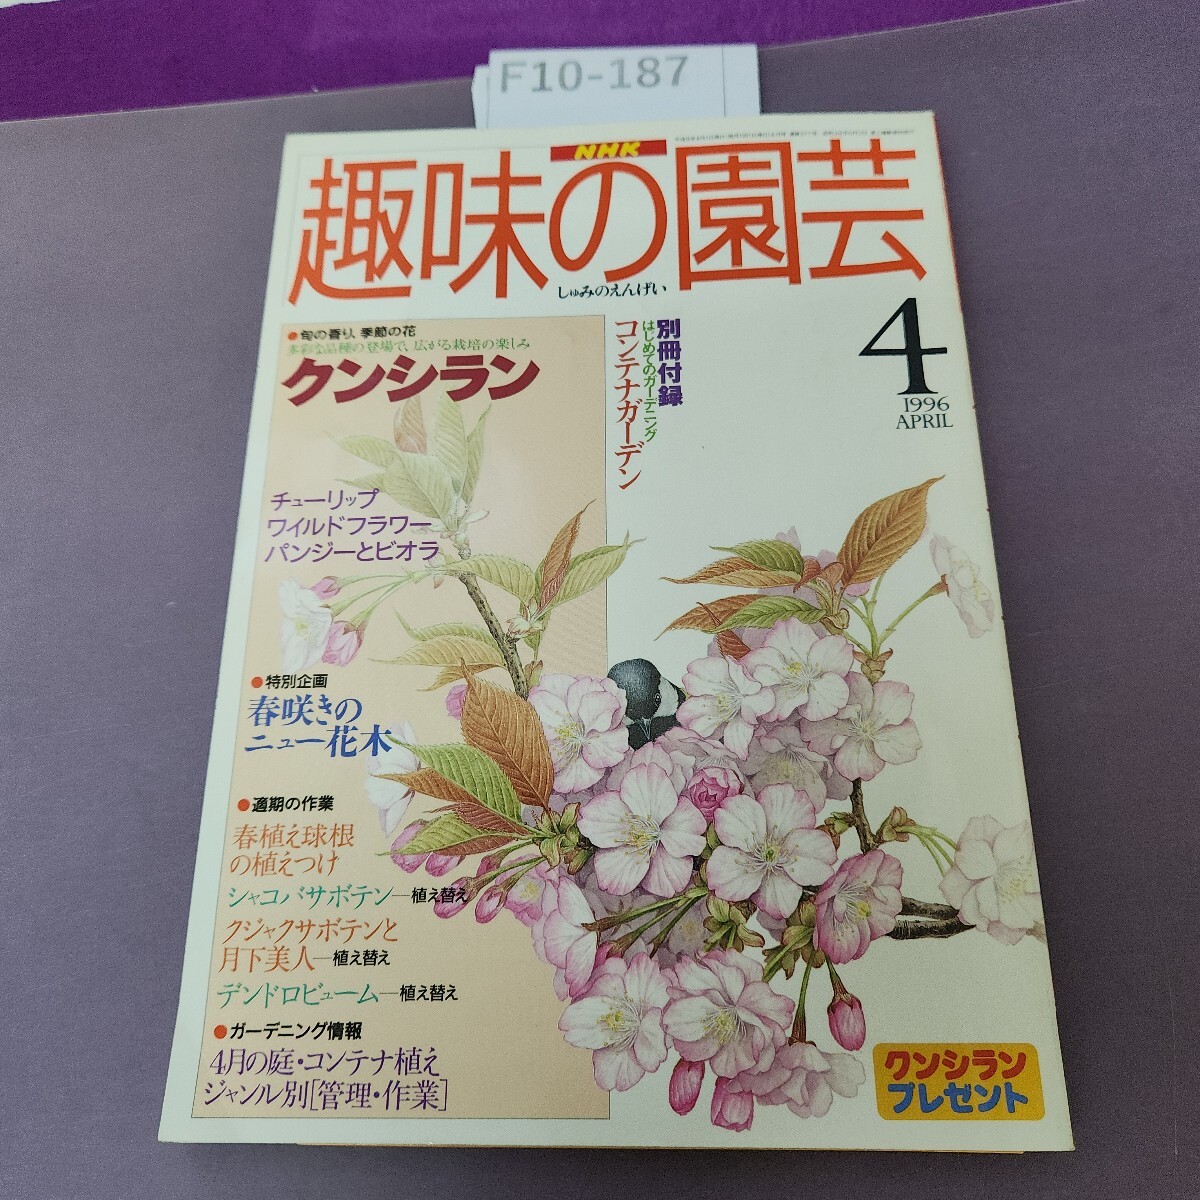 F10-187
NHK
趣味の園芸
しゅみのえんげい
4
1996
APRIL
別冊付録
はじめてのガーデニング
コンテナガーデン
●旬の香り、季節の花
多彩な品種の登場で、広がる栽培の楽しみ
クンシラン
チューリップ
ワイルドフラワー
パンジーとビオラ
●特別企画
春咲きの
ニュー花木
●適期の作業
春植え球根
の植えつけ
シャコバサボテン―植え替え
クジャクサボテンと
月下美人―植え替え
デンドロビューム―植え替え
●ガーデニング情報
4月の庭・コンテナ植え
ジャンル別[管理・作業]
クンシラン
プレゼント